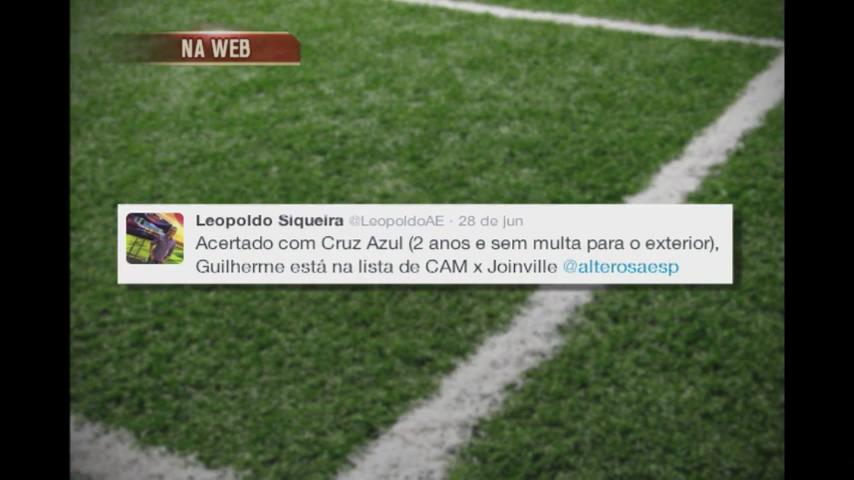 NA WEB
Leopoldo Siqueira @LeopoldoAE · 28 de jun
Acertado com Cruz Azul (2 anos e sem multa para o exterior),
Guilherme está na lista de CAM x Joinville @alterosaesp